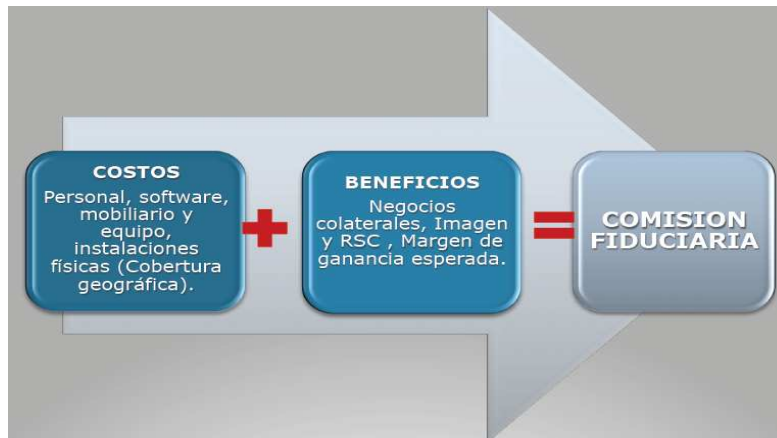 COSTOS
Personal, software,
mobiliario y
equipo,
instalaciones
físicas (Cobertura
geográfica).
+
BENEFICIOS
Negocios
colaterales, Imagen
y RSC , Margen de
ganancia esperada.
=
COMISION
FIDUCIARIA